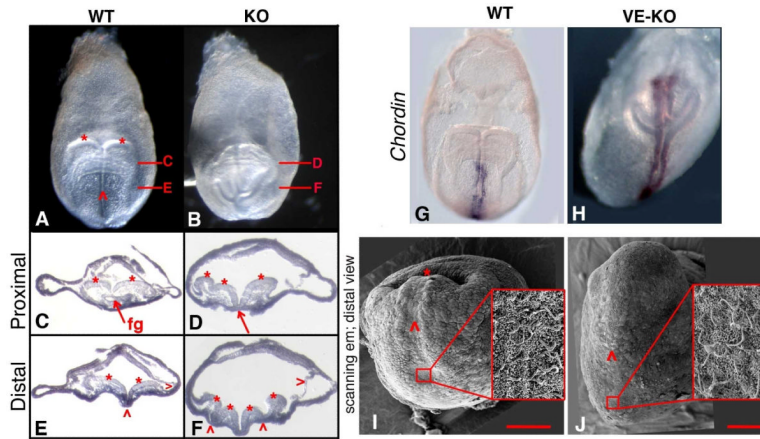 WT KO
WT VE-KO
* *
C D
E F
^
A B
Chordin
G H
Proximal
* * * * *
C fg D
Distal
* * * * * *
> >
E ^ F ^ ^
scanning em; distal view
*
^ ^
I J